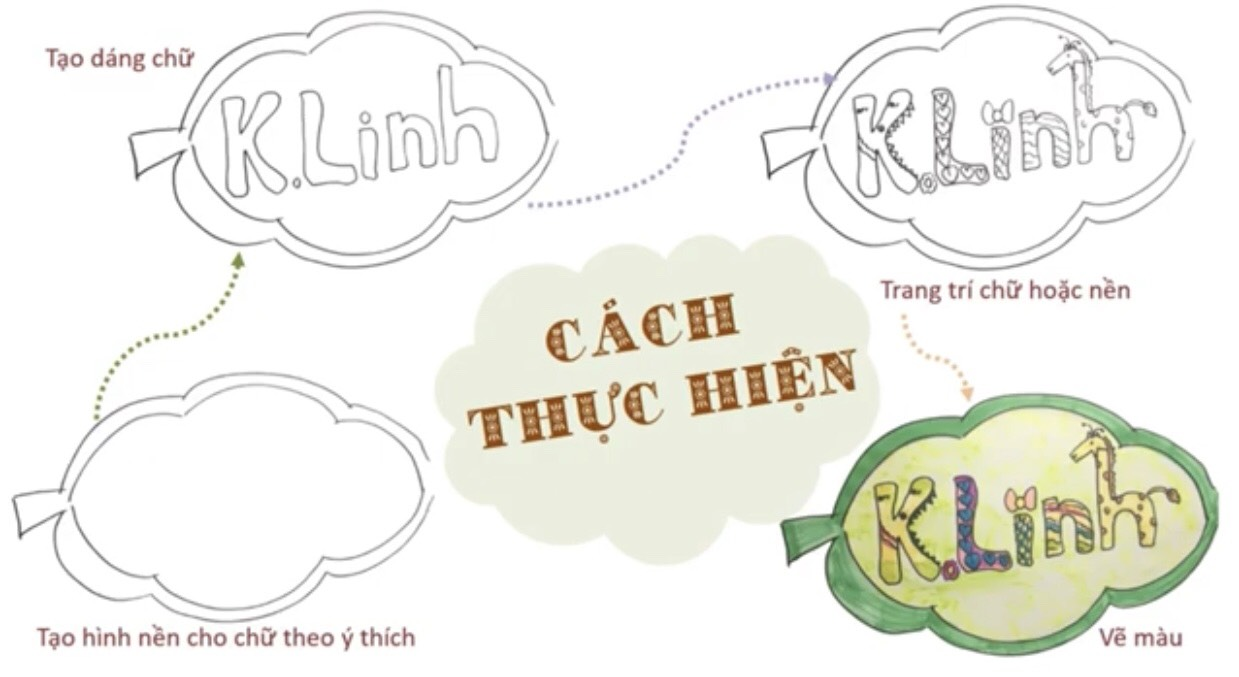 Tạo dáng chữ
K.Linh
K.Linh
Trang trí chữ hoặc nền
CÁCH
THỰC HIỆN
K.Linh
Tạo hình nền cho chữ theo ý thích
Vẽ màu